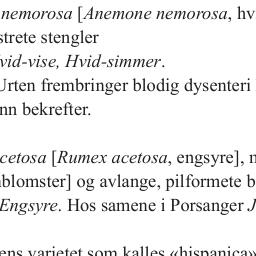 nemorosa [Anemone nemorosa, hv
strete stengler
vid-vise, Hvid-simmer.
Urten frembringer blodig dysenteri
nn bekrefter.
cetosa [Rumex acetosa, engsyre], n
blomster] og avlange, pilformete b
Engsyre. Hos samene i Porsanger J
ens varietet som kalles «hispanica»